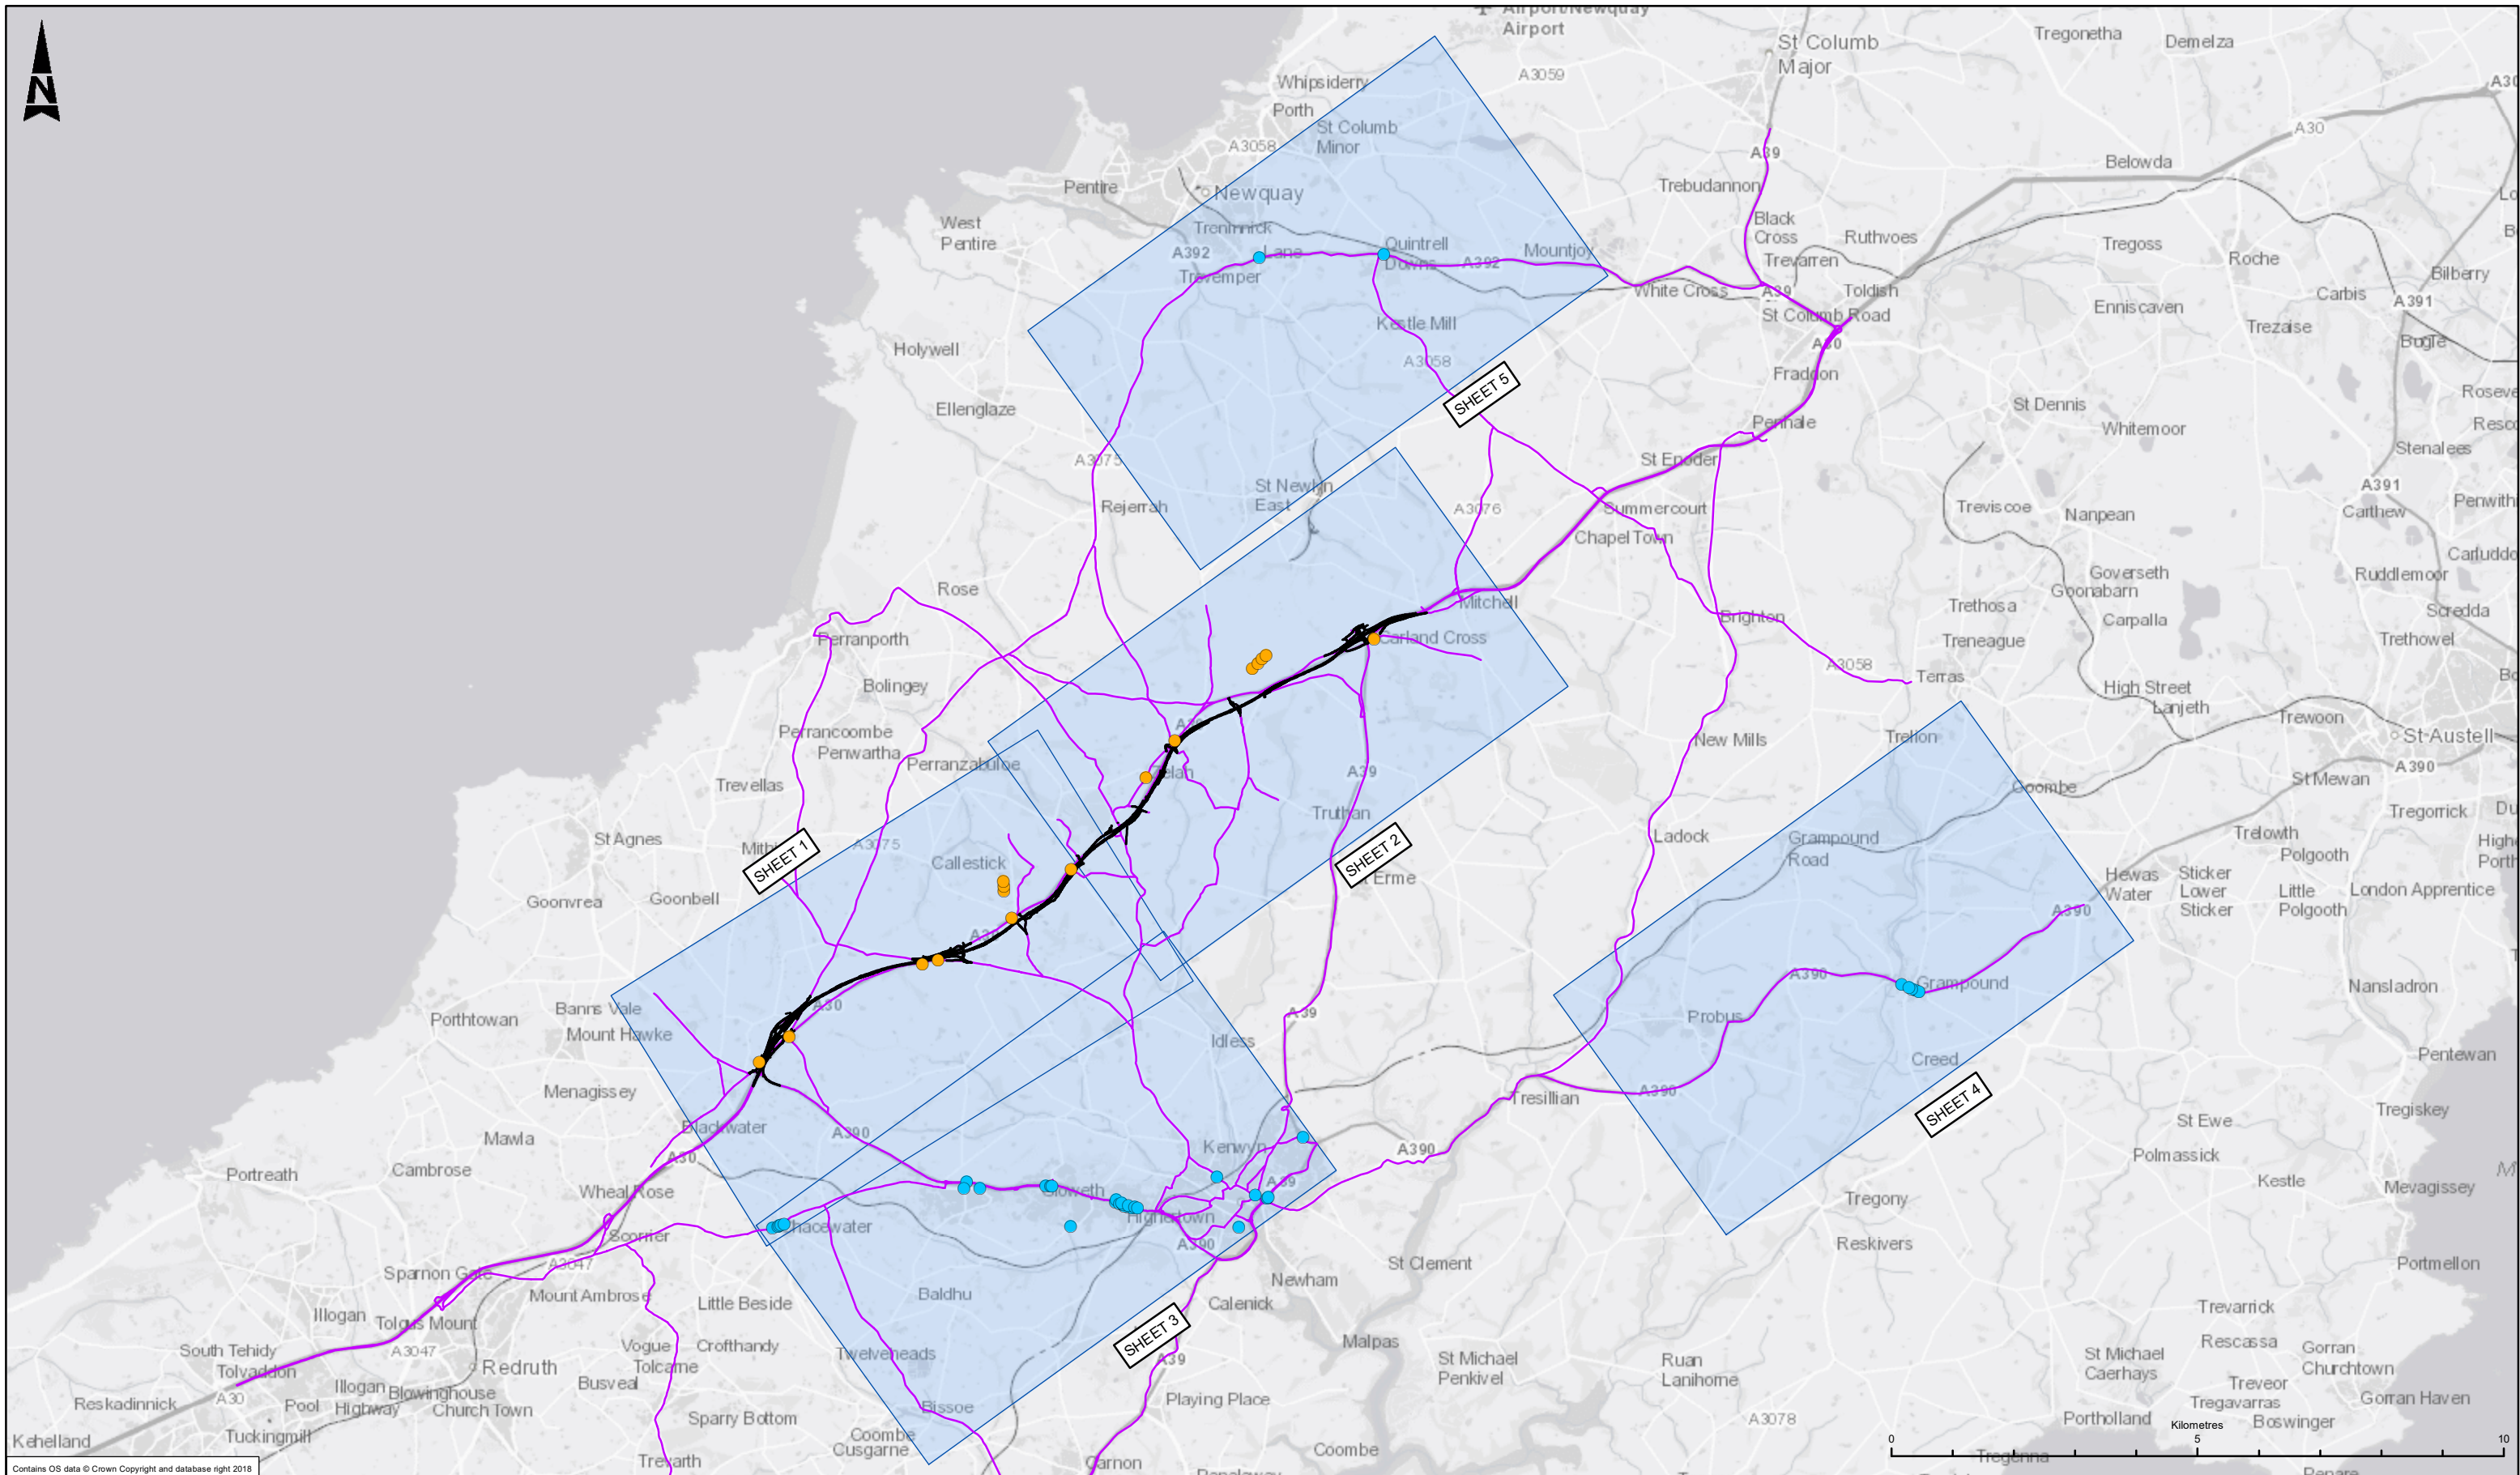 Airport/Newquay
Airport
N
St Columb
Major
Tregonetha
Demelza
A3059
Whipsiderry
Porth
St Columb
Minor
A3058
A30
A39
Belowda
Trebudannon
Pentire
Newquay
West
Pentire
Trenninick
Lane
A392
Trevemper
Quintrell
Downs
A392
Mountjoy
Black
Cross
Ruthvoes
Trevarren
Tregoss
Roche
Bilberry
White Cross
A39
Toldish
St Columb Road
Enniscaven
Carbis
A391
Trezaise
Bugle
Kestle Mill
A3058
A30
Fraddon
Holywell
Ellenglaze
SHEET 5
St Dennis
Whitemoor
Penhale
Stenalees
A3075
St Enoder
St Newlyn
East
Rejerrah
A3076
Summercourt
Chapel Town
Treviscoe
Nanpean
A391
Carthew
Goverseth
Goonabarn
Ruddlemoor
Rose
Mitchell
Trethosa
Carpalla
Scredda
Perranporth
Carland Cross
Brighton
Treneague
Trethowel
Bolingey
A3058
Terras
High Street
Lanjeth
Trewoon
Perrancoombe
Penwartha
Perranzabuloe
New Mills
Trelion
St Austell
A390
Trevellas
Zelah
A39
Coombe
St Mewan
Truthan
Tregorrick
St Agnes
SHEET 1
A3075
Callestick
SHEET 2
Ladock
Grampound
Road
Trelowth
Polgooth
Goonvrea
Goonbell
Hewas
Water
Sticker
Lower
Sticker
Little
Polgooth
London Apprentice
A390
A30
A390
Grampound
Nansladron
Banns Vale
Mount Hawke
Porthtowan
A30
A39
Probus
Idless
Creed
Pentewan
Menagissey
Tresillian
A390
SHEET 4
Tregiskey
Blackwater
Mawla
A390
Kenwyn
A390
St Ewe
Polmassick
Portreath
Cambrose
A30
Wheal Rose
Gloweth
A39
Kestle
Mevagissey
Tregony
Chacewater
Highertown
Scorrier
A390
Reskivers
Sparnon Gate
A3047
Mount Ambrose
Newham
St Clement
Portmellon
Illogan
Tolgus Mount
Little Beside
Baldhu
Calenick
Trevarrick
South Tehidy
Tolvaddon
A3047
Redruth
Vogue
Tolcarne
Crofthandy
Twelveheads
SHEET 3
Malpas
A39
St Michael
Penkivel
Ruan
Lanihorne
St Michael
Caerhays
Rescassa
Gorran
Churchtown
Reskadinnick
A30
Pool
Illogan
Highway
Blowinghouse
Church Town
Busveal
Sparry Bottom
Bissoe
Playing Place
A3078
Treveor
Tregavarras
Gorran Haven
Portholland
Boswinger
Kehelland
Tuckingmill
Coombe
Cusgarne
Coombe
Trevarth
Carnon
Kilometres
0 5 10
Contains OS data © Crown Copyright and database right 2018